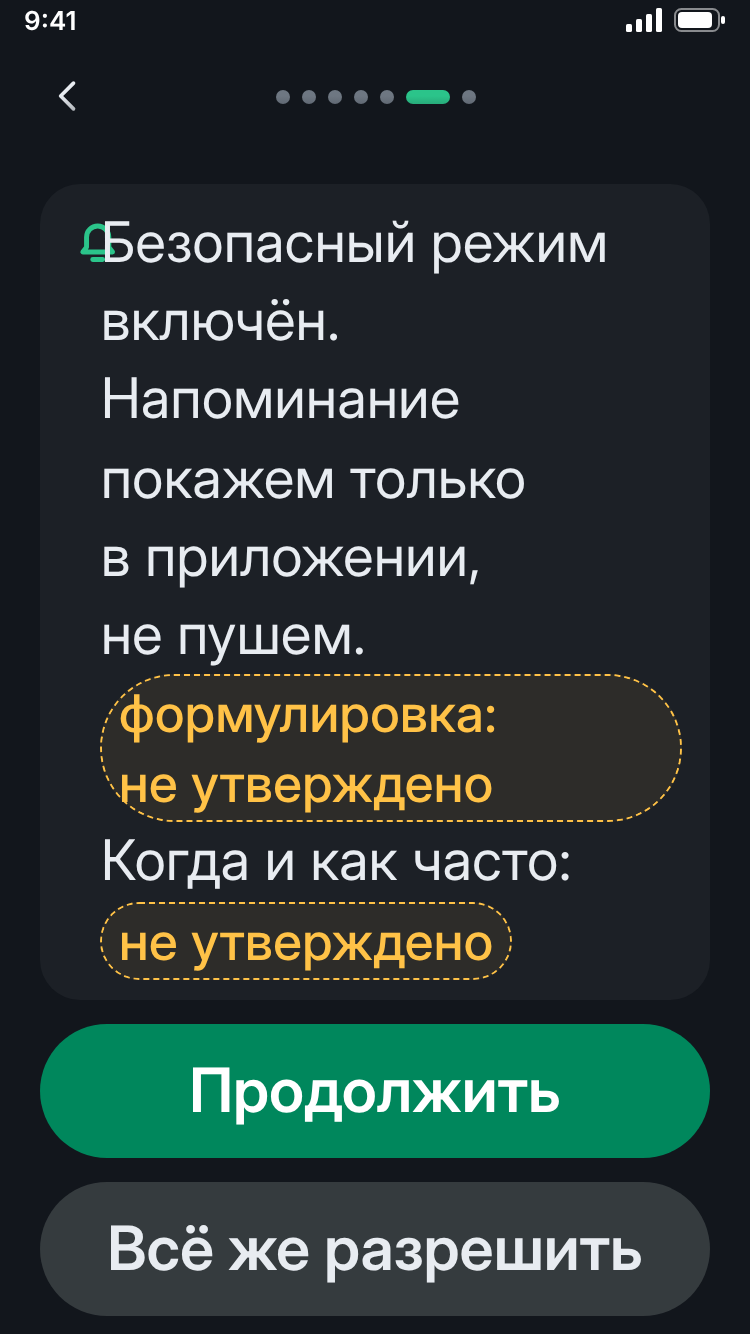 9:41
Безопасный режим
включён.
Напоминание
покажем только
в приложении,
не пушем.
формулировка:
не утверждено
Когда и как часто:
не утверждено
Продолжить
Всё же разрешить